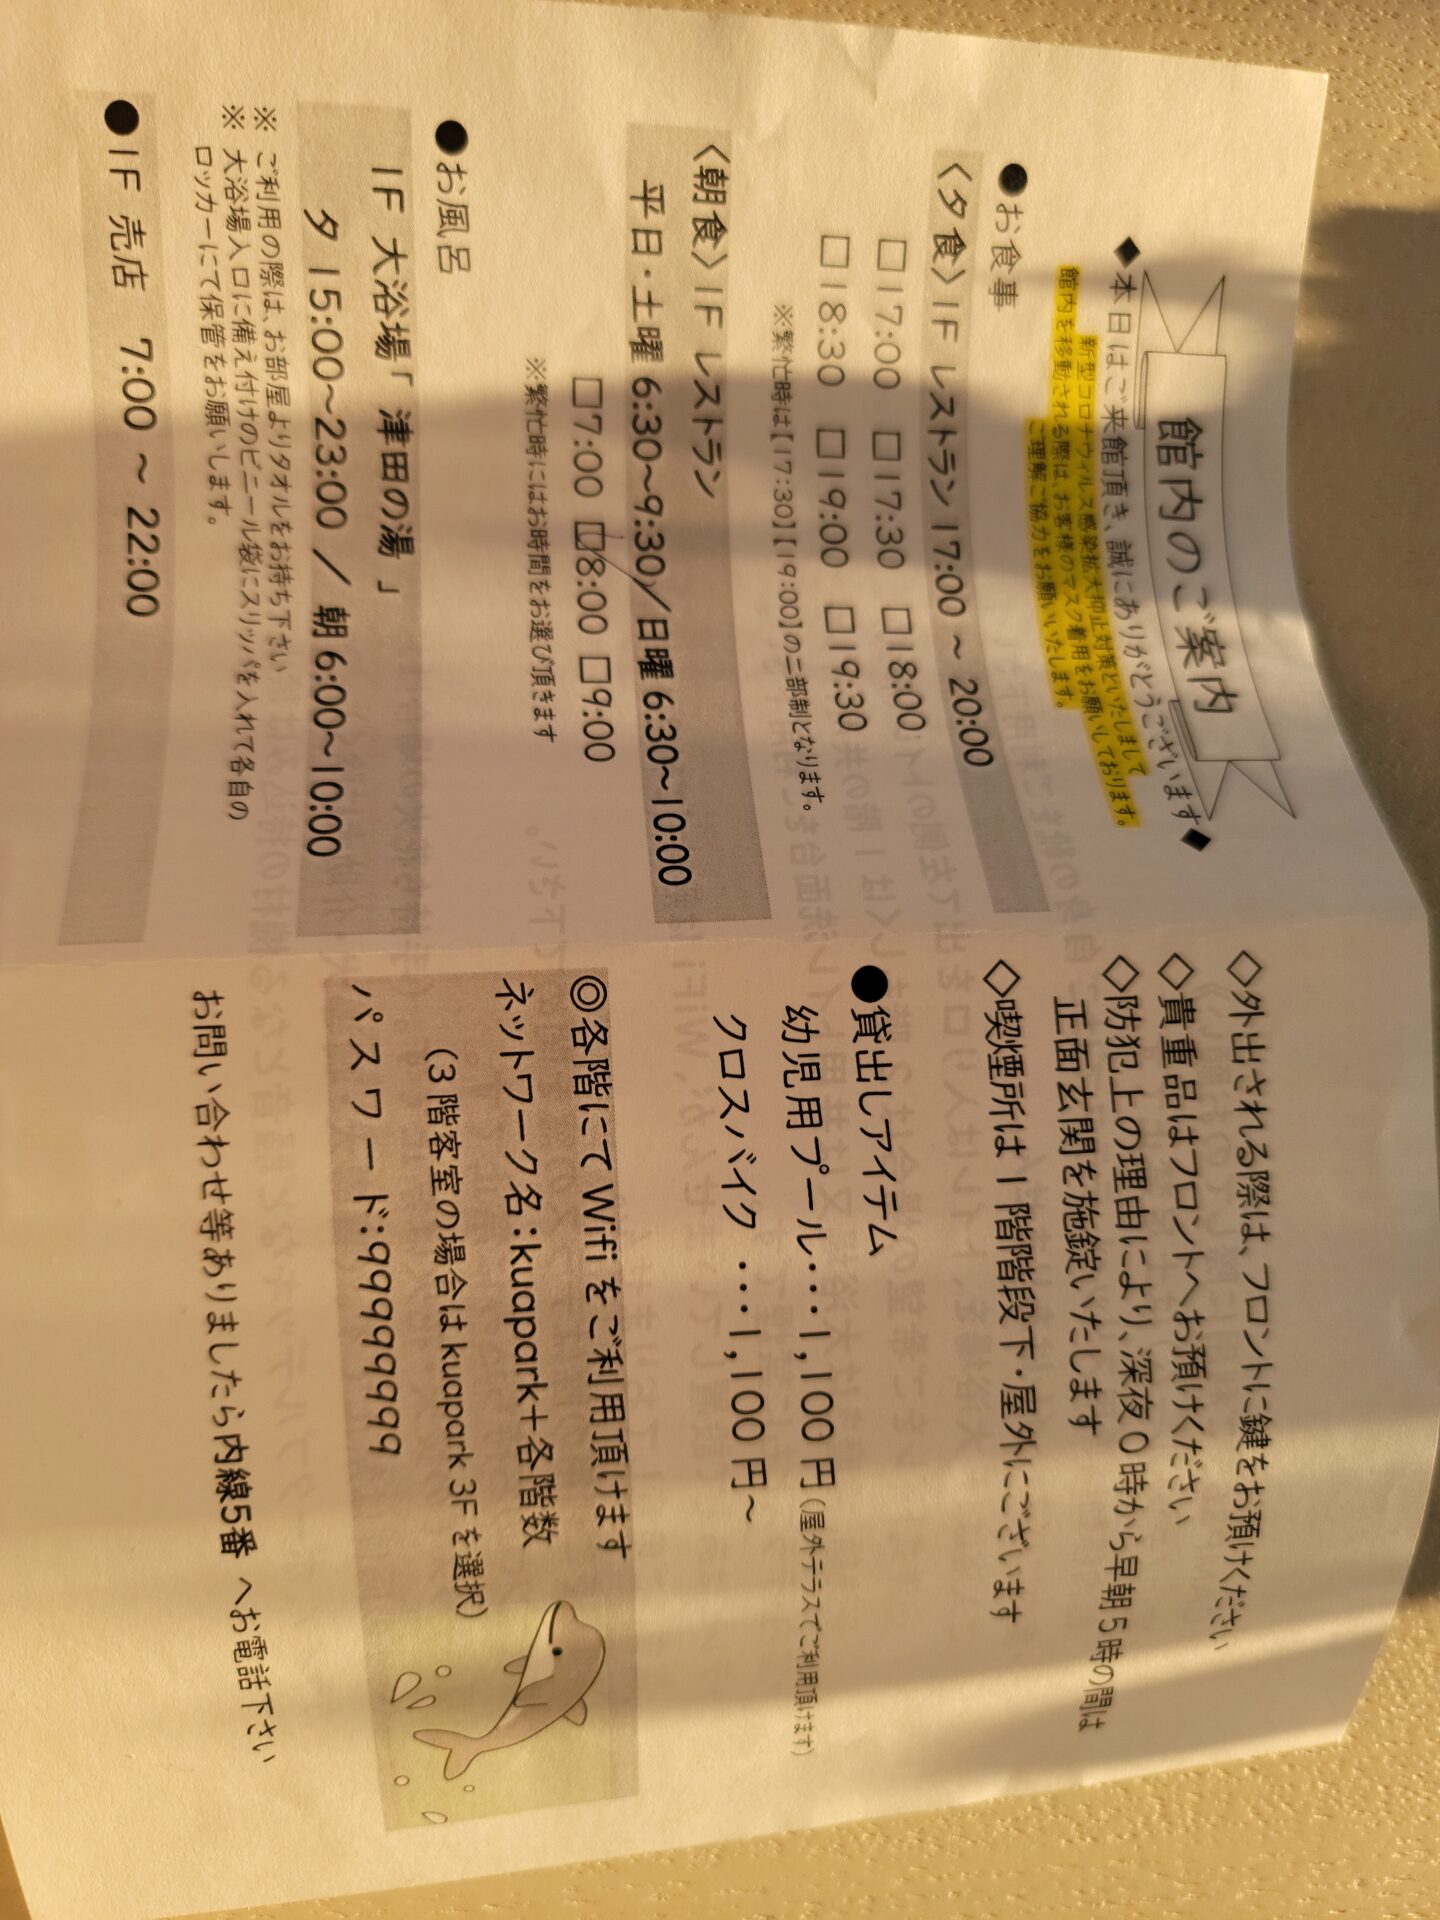 館内のご案内
◆本日はご来館頂き、誠にありがとうございます◆
新型コロナウィルス感染拡大抑止対策といたしまして
館内を移動される際は、お客様のマスク着用をお願いしております。
ご理解ご協力をお願いいたします。
●お食事
〈夕食〉1F レストラン 17:00 ~ 20:00
□17:00 □17:30 □18:00
□18:30 □19:00 □19:30
※繁忙時は【17:30】【19:00】の二部制となります。
〈朝食〉1F レストラン
平日・土曜 6:30~9:30/日曜 6:30~10:00
□7:00 □8:00 □9:00
※繁忙時にはお時間をお選び頂きます
●お風呂
1F 大浴場「 津田の湯 」
夕 15:00~23:00 / 朝 6:00~10:00
※ ご利用の際は、お部屋よりタオルをお持ち下さい
※ 大浴場入口に備え付けのビニール袋にスリッパを入れて各自の
ロッカーにて保管をお願いします。
●1F 売店 7:00 ~ 22:00
◇外出される際は、フロントに鍵をお預けください
◇貴重品はフロントへお預けください
◇防犯上の理由により、深夜0時から早朝5時の間は
正面玄関を施錠いたします
◇喫煙所は1階階段下・屋外にございます
●貸出しアイテム
幼児用プール・・・1,100円(屋外テラスでご利用頂けます)
クロスバイク ・・・1,100円~
◎各階にて Wifi をご利用頂けます
ネットワーク名:kuapark+各階数
(3階客室の場合は kuapark 3F を選択)
パスワード:9999999999
お問い合わせ等ありましたら内線5番 へお電話下さい